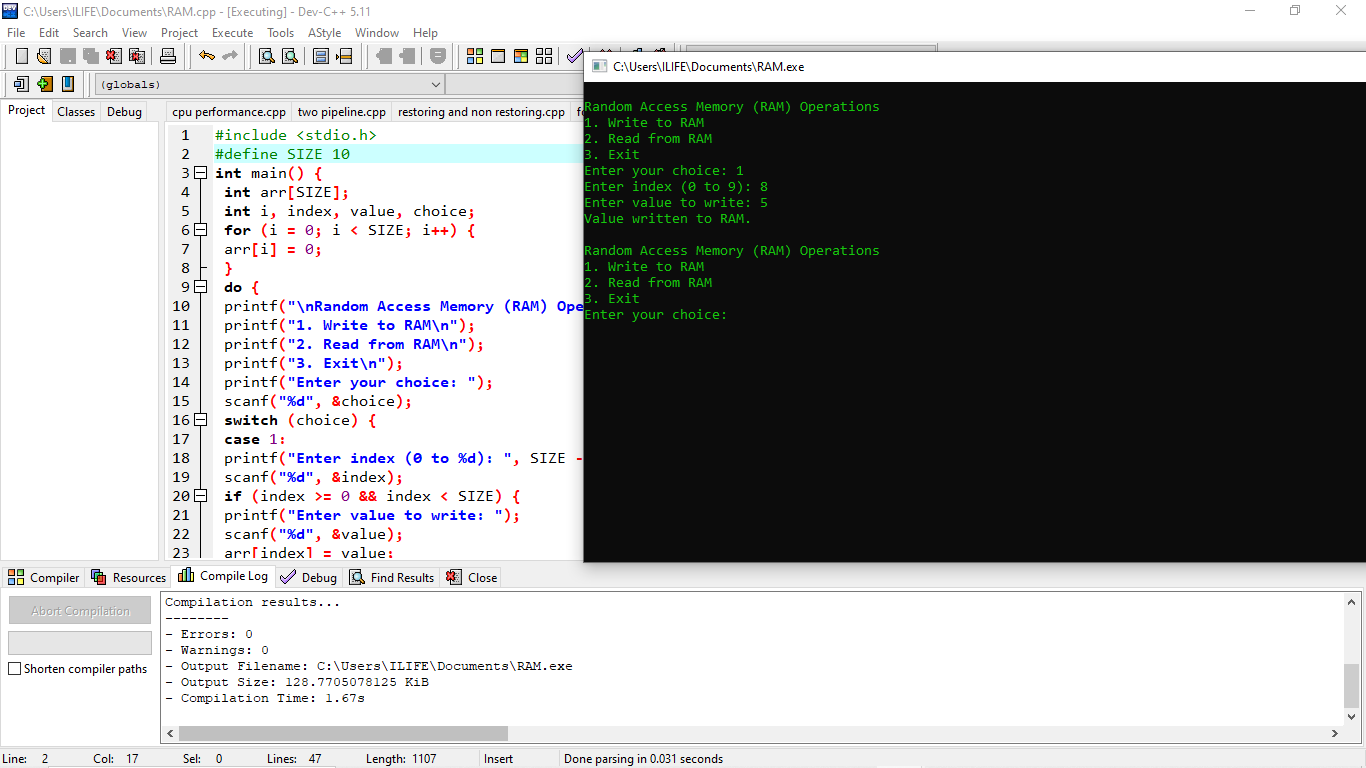 C:\Users\ILIFE\Documents\RAM.cpp - [Executing] - Dev-C++ 5.11
File Edit Search View Project Execute Tools AStyle Window Help
(globals)
Project Classes Debug
cpu performance.cpp two pipeline.cpp restoring and non restoring.cpp
1 #include <stdio.h>
2 #define SIZE 10
3 int main() {
4 int arr[SIZE];
5 int i, index, value, choice;
6 for (i = 0; i < SIZE; i++) {
7 arr[i] = 0;
8 }
9 do {
10 printf("\nRandom Access Memory (RAM) Ope
11 printf("1. Write to RAM\n");
12 printf("2. Read from RAM\n");
13 printf("3. Exit\n");
14 printf("Enter your choice: ");
15 scanf("%d", &choice);
16 switch (choice) {
17 case 1:
18 printf("Enter index (0 to %d): ", SIZE -
19 scanf("%d", &index);
20 if (index >= 0 && index < SIZE) {
21 printf("Enter value to write: ");
22 scanf("%d", &value);
23 arr[index] = value;
C:\Users\ILIFE\Documents\RAM.exe
Random Access Memory (RAM) Operations
1. Write to RAM
2. Read from RAM
3. Exit
Enter your choice: 1
Enter index (0 to 9): 8
Enter value to write: 5
Value written to RAM.
Random Access Memory (RAM) Operations
1. Write to RAM
2. Read from RAM
3. Exit
Enter your choice:
Compiler Resources Compile Log Debug Find Results Close
Abort Compilation
Shorten compiler paths
Compilation results...
--------
- Errors: 0
- Warnings: 0
- Output Filename: C:\Users\ILIFE\Documents\RAM.exe
- Output Size: 128.7705078125 KiB
- Compilation Time: 1.67s
Line: 2 Col: 17 Sel: 0 Lines: 47 Length: 1107 Insert Done parsing in 0.031 seconds